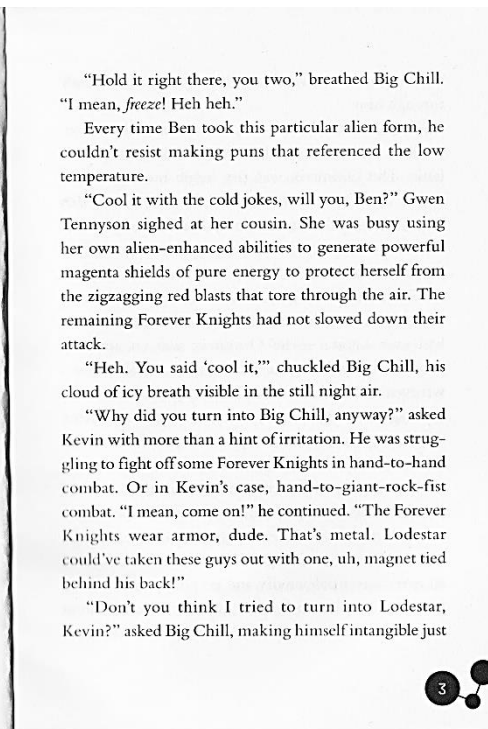 “Hold it right there, you two,” breathed Big Chill.
“I mean, freeze! Heh heh.”
Every time Ben took this particular alien form, he
couldn’t resist making puns that referenced the low
temperature.
“Cool it with the cold jokes, will you, Ben?” Gwen
Tennyson sighed at her cousin. She was busy using
her own alien-enhanced abilities to generate powerful
magenta shields of pure energy to protect herself from
the zigzagging red blasts that tore through the air. The
remaining Forever Knights had not slowed down their
attack.
“Heh. You said ‘cool it,’” chuckled Big Chill, his
cloud of icy breath visible in the still night air.
“Why did you turn into Big Chill, anyway?” asked
Kevin with more than a hint of irritation. He was strug-
gling to fight off some Forever Knights in hand-to-hand
combat. Or in Kevin’s case, hand-to-giant-rock-fist
combat. “I mean, come on!” he continued. “The Forever
Knights wear armor, dude. That’s metal. Lodestar
could’ve taken these guys out with one, uh, magnet tied
behind his back!”
“Don’t you think I tried to turn into Lodestar,
Kevin?” asked Big Chill, making himself intangible just
3